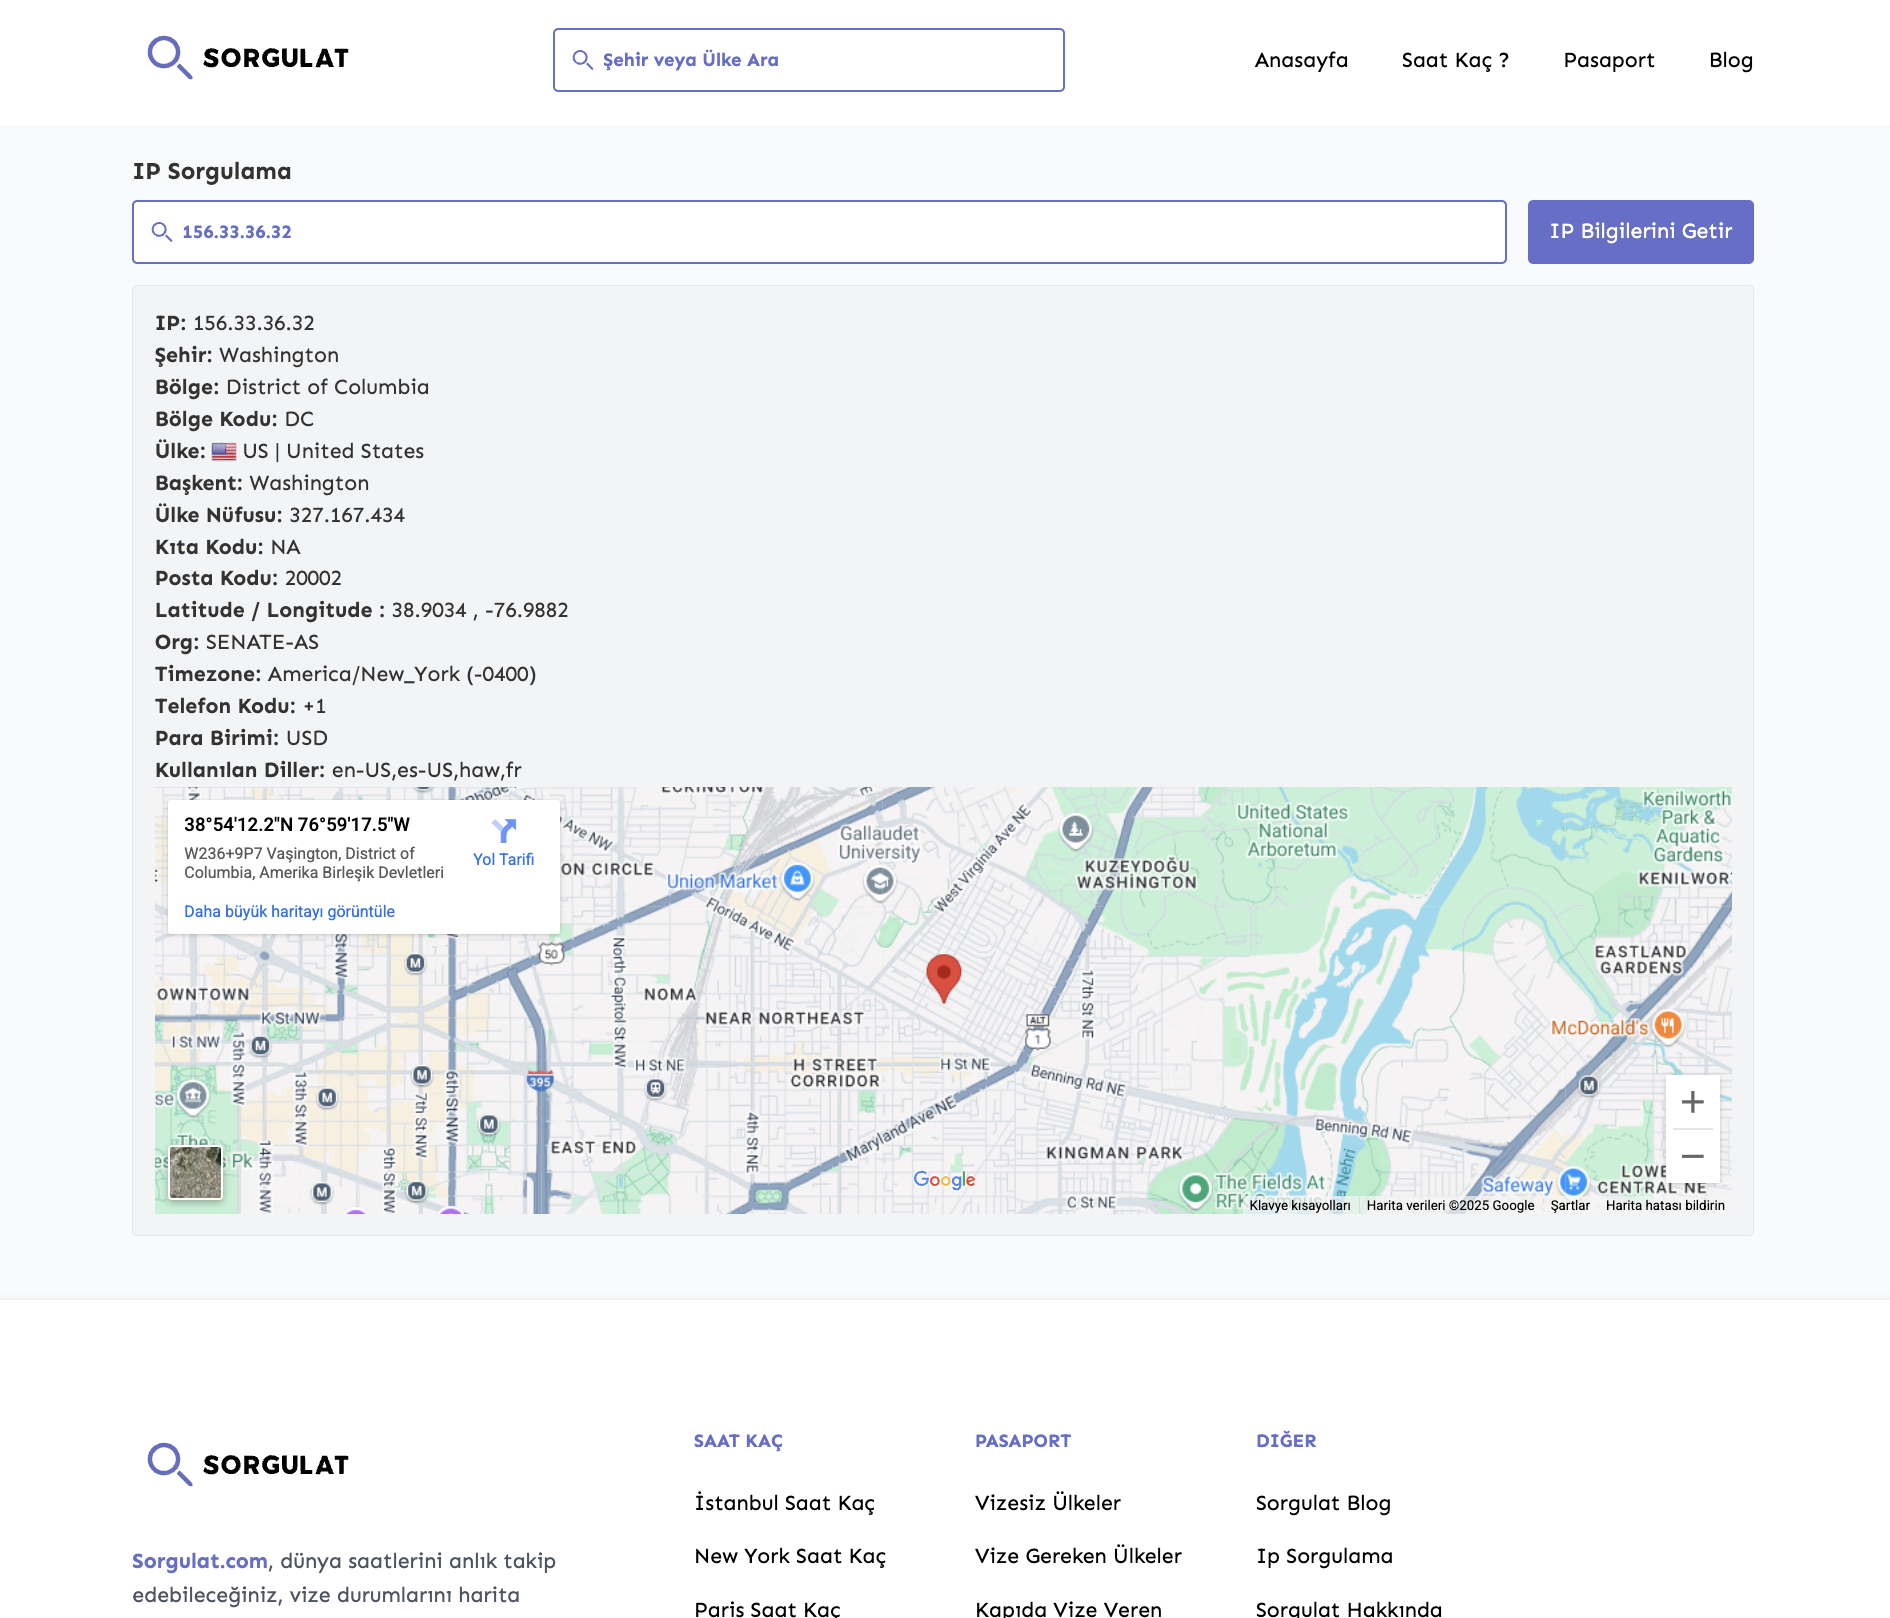 SORGULAT
Şehir veya Ülke Ara
Anasayfa
Saat Kaç ?
Pasaport
Blog
IP Sorgulama
156.33.36.32
IP Bilgilerini Getir
IP: 156.33.36.32
Şehir: Washington
Bölge: District of Columbia
Bölge Kodu: DC
Ülke: US | United States
Başkent: Washington
Ülke Nüfusu: 327.167.434
Kıta Kodu: NA
Posta Kodu: 20002
Latitude / Longitude : 38.9034 , -76.9882
Org: SENATE-AS
Timezone: America/New_York (-0400)
Telefon Kodu: +1
Para Birimi: USD
Kullanılan Diller: en-US,es-US,haw,fr
38°54'12.2"N 76°59'17.5"W
W236+9P7 Vaşington, District of
Columbia, Amerika Birleşik Devletleri
Yol Tarifi
Daha büyük haritayı görüntüle
ECKINGTON
Ave NW
ON CIRCLE
Union Market
Gallaudet
University
West Virginia Ave NE
Florida Ave NE
United States
National
Arboretum
KUZEYDOĞU
WASHINGTON
Kenilworth
Park &
Aquatic
Gardens
KENILWOR
EASTLAND
GARDENS
50
North Capitol St NW
17th St NE
OWNTOWN
K St NW
I St NW
NOMA
NEAR NORTHEAST
ALT
1
McDonald's
H St NE
H STREET
CORRIDOR
H St NE
Benning Rd NE
395
15th St NW
13th St NW
7th St NW
6th St NW
4th St NE
Maryland Ave NE
EAST END
KINGMAN PARK
Benning Rd NE
14th St NW
9th St NW
The
Pk
Google
C St NE
The Fields At
RFK
Nehri
Safeway
LOWE
CENTRAL NE
Klavye kısayolları
Harita verileri ©2025 Google
Şartlar
Harita hatası bildirin
SORGULAT
SAAT KAÇ
PASAPORT
DIĞER
İstanbul Saat Kaç
Vizesiz Ülkeler
Sorgulat Blog
New York Saat Kaç
Vize Gereken Ülkeler
Ip Sorgulama
Sorgulat.com, dünya saatlerini anlık takip
edebileceğiniz, vize durumlarını harita
Paris Saat Kaç
Kapıda Vize Veren
Sorgulat Hakkında